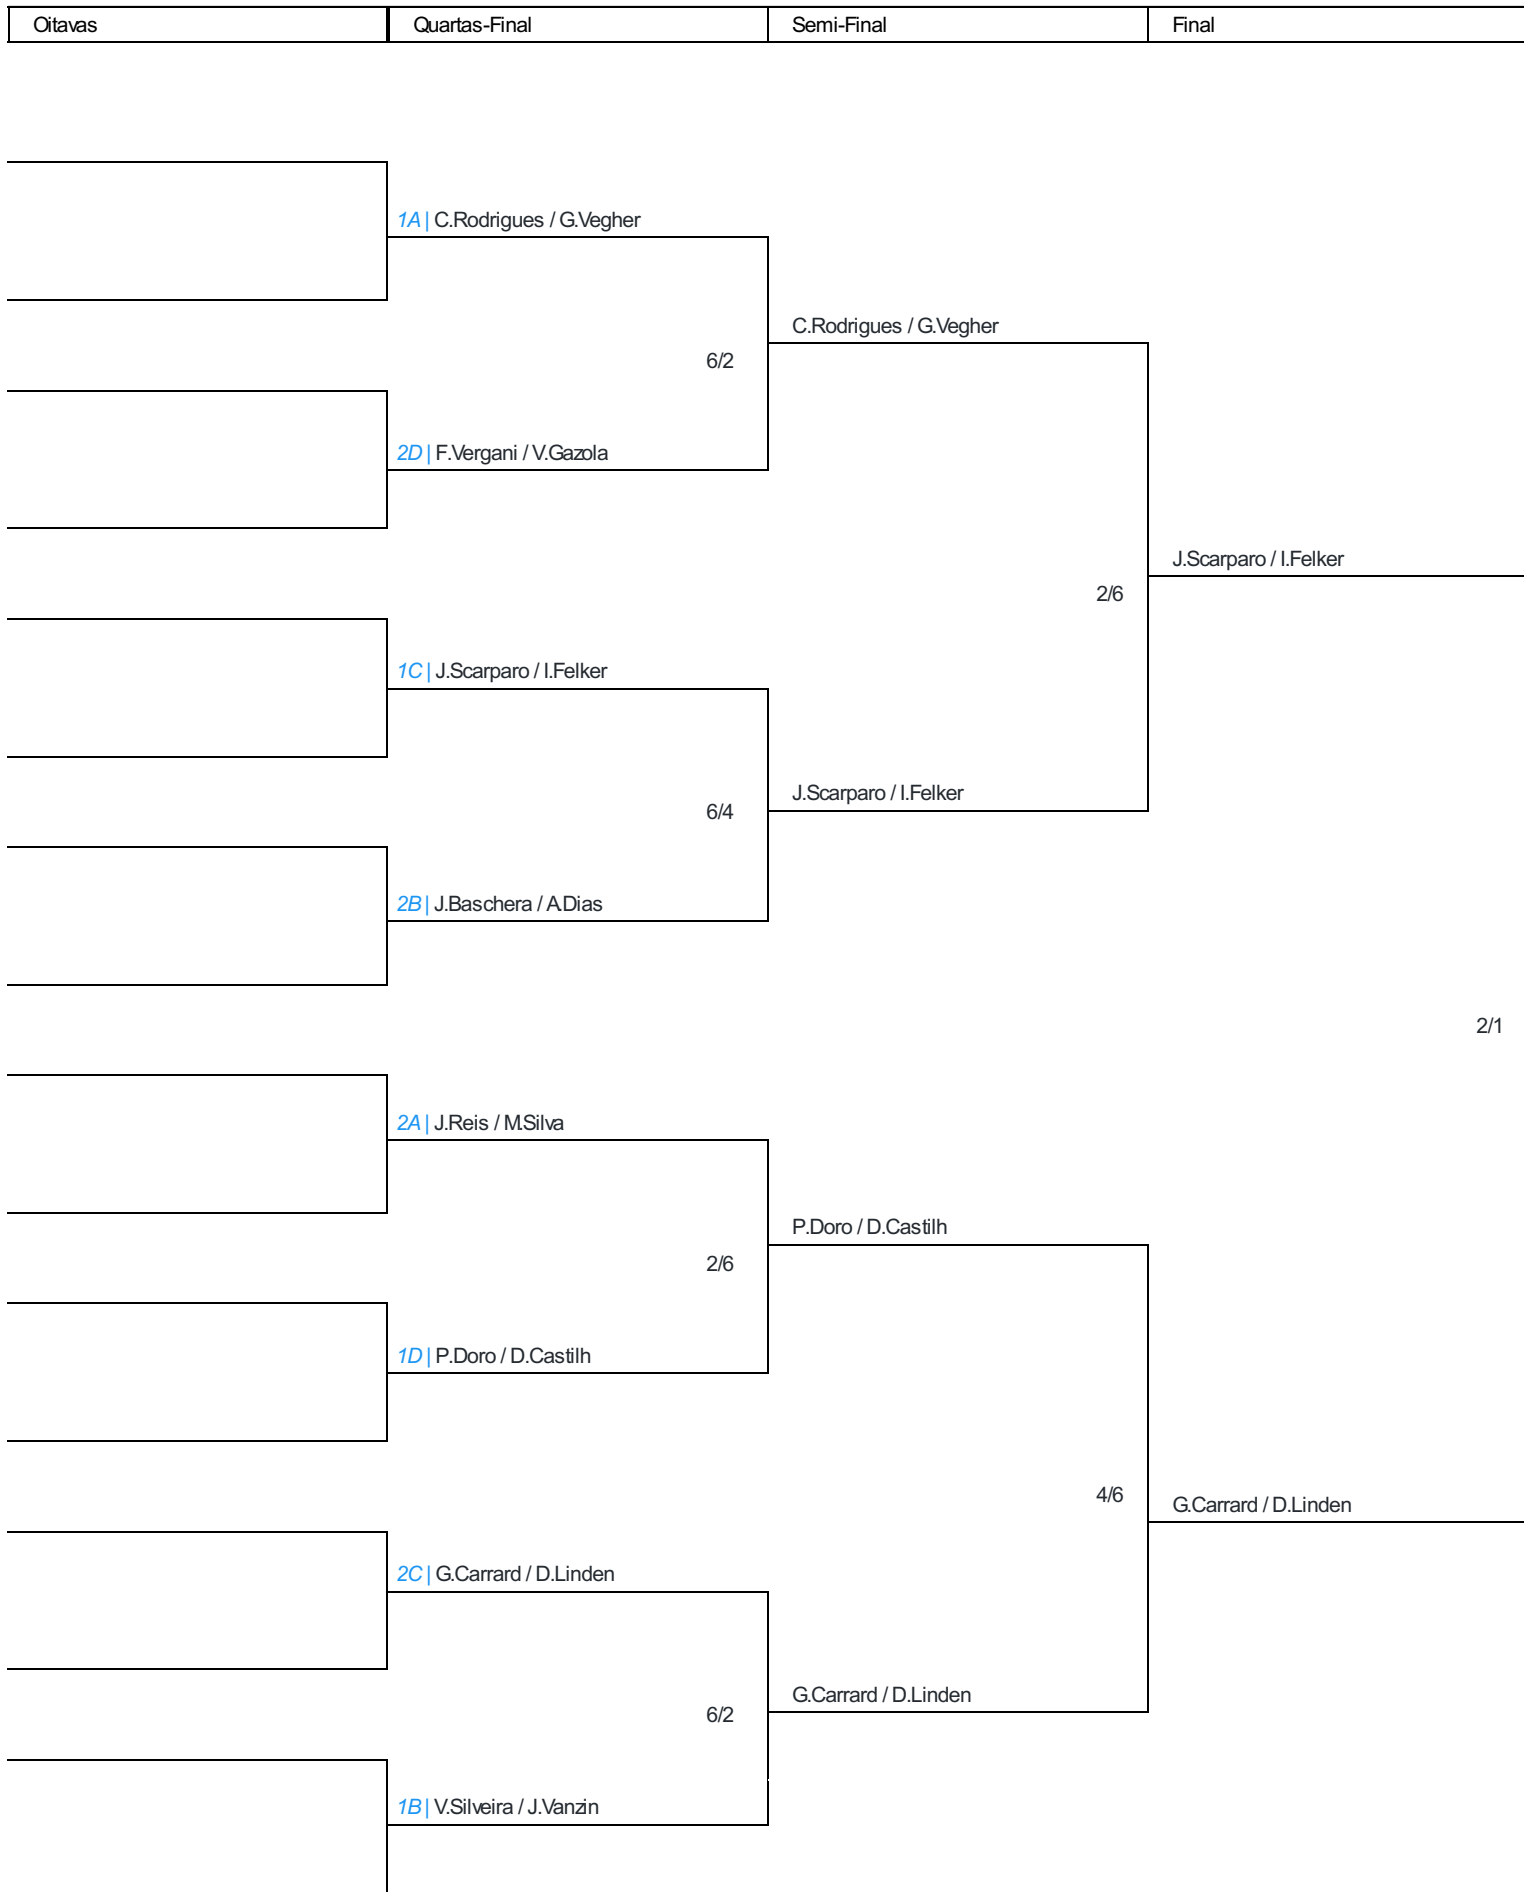 Oitavas Quartas-Final Semi-Final Final
1A | C.Rodrigues / G.Vegher
C.Rodrigues / G.Vegher
6/2
2D | F.Vergani / V.Gazola
J.Scarparo / I.Felker
2/6
1C | J.Scarparo / I.Felker
J.Scarparo / I.Felker
6/4
2B | J.Baschera / A.Dias
2/1
2A | J.Reis / M.Silva
P.Doro / D.Castilh
2/6
1D | P.Doro / D.Castilh
4/6
G.Carrard / D.Linden
2C | G.Carrard / D.Linden
G.Carrard / D.Linden
6/2
1B | V.Silveira / J.Vanzin